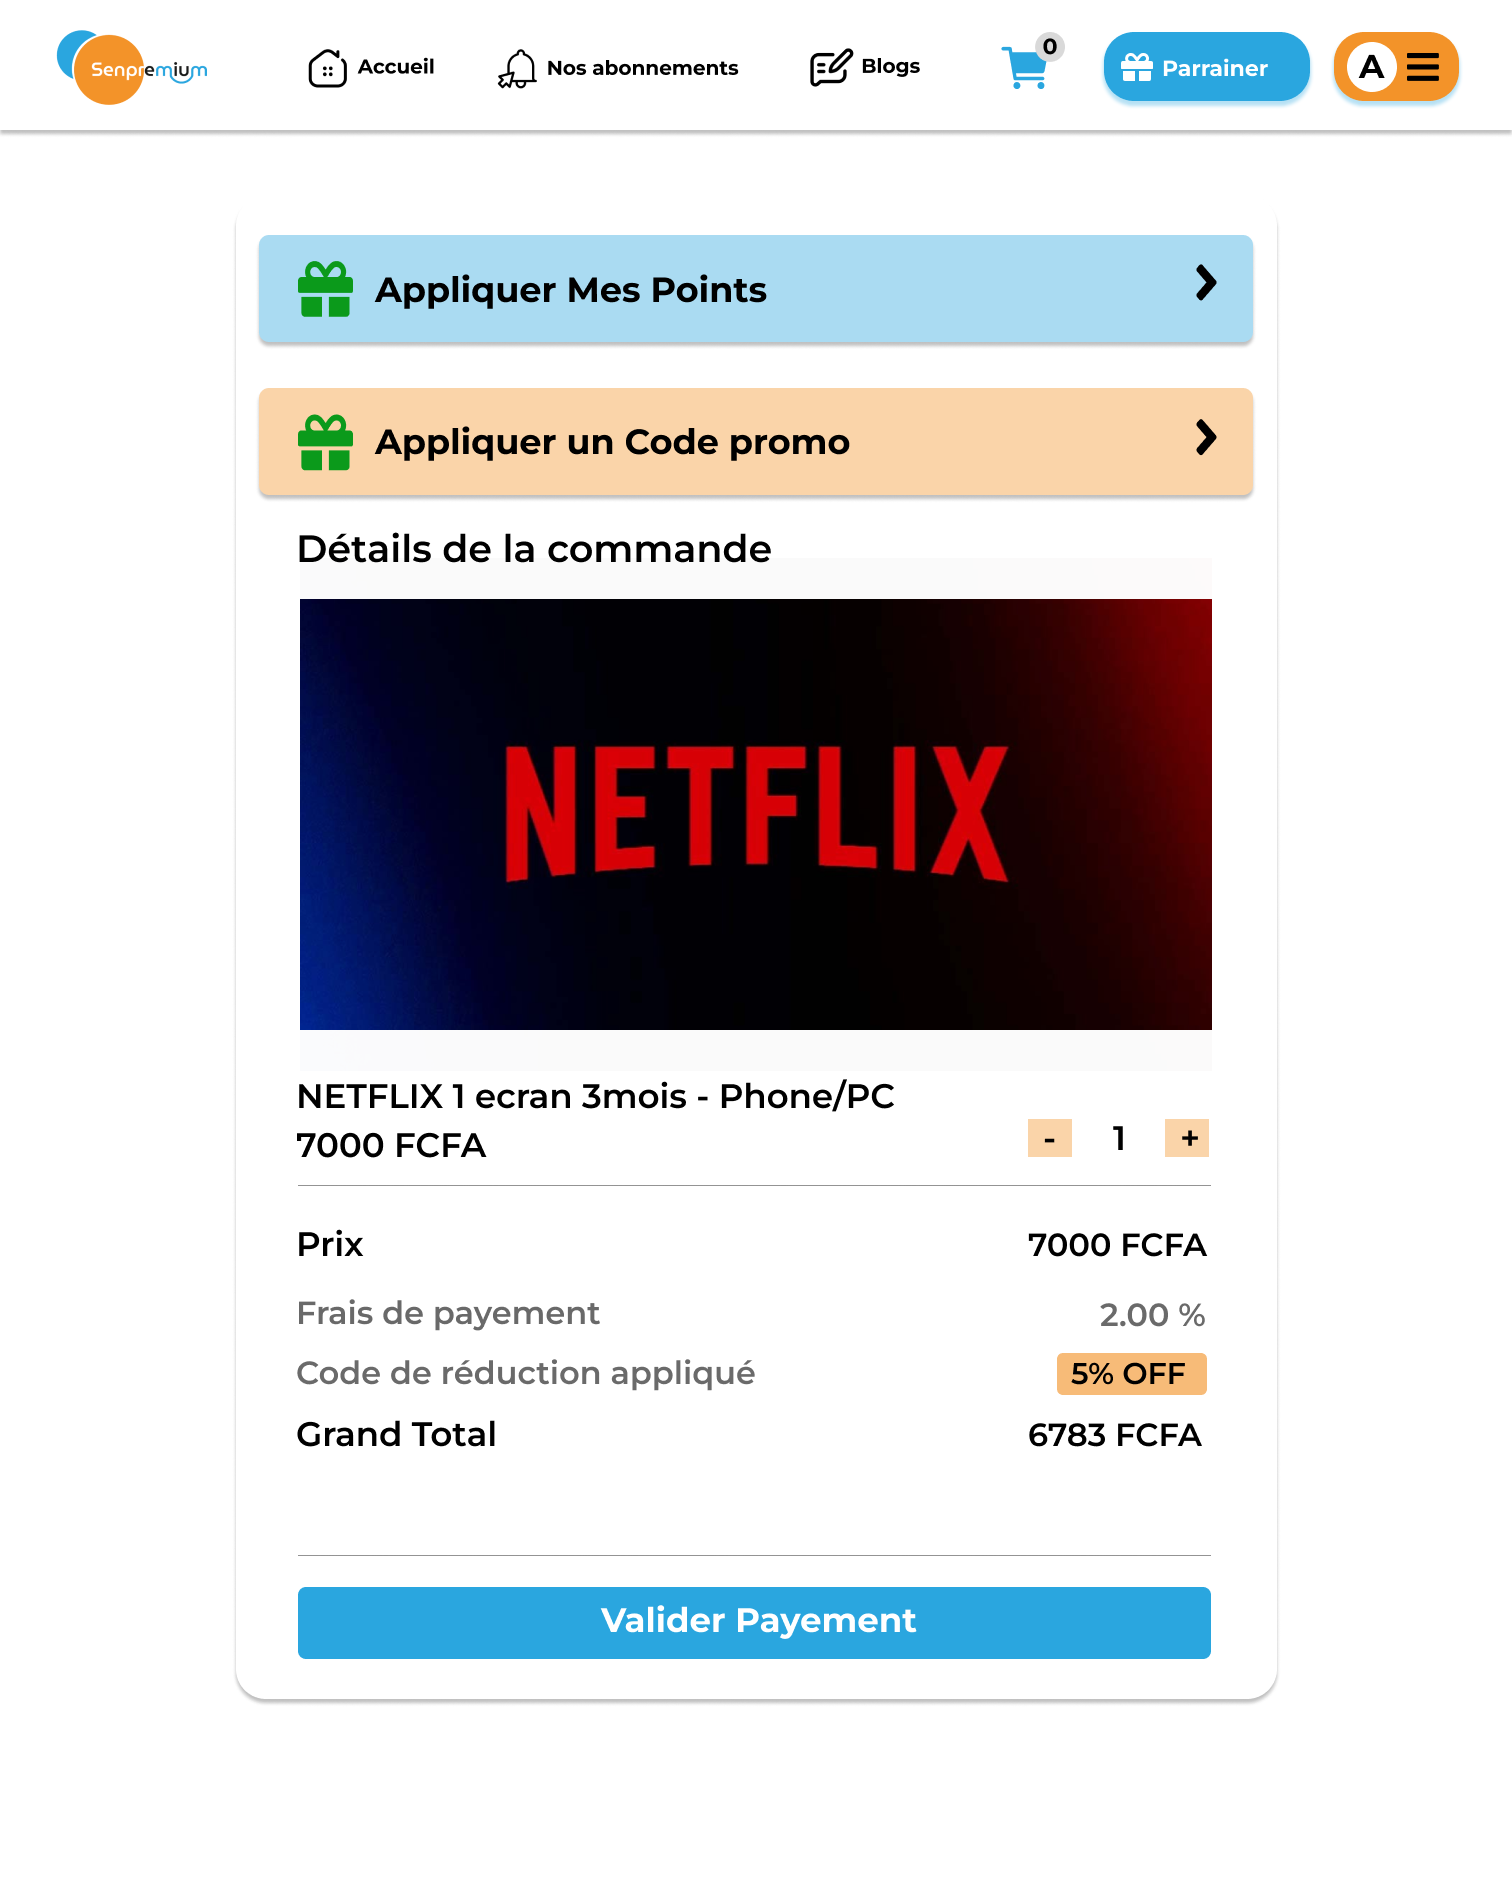 Senpremium
Accueil
Nos abonnements
Blogs
0
Parrainer
A
Appliquer Mes Points
Appliquer un Code promo
Détails de la commande
NETFLIX
NETFLIX 1 ecran 3mois - Phone/PC
7000 FCFA
- 1 +
Prix 7000 FCFA
Frais de payement 2.00 %
Code de réduction appliqué 5% OFF
Grand Total 6783 FCFA
Valider Payement